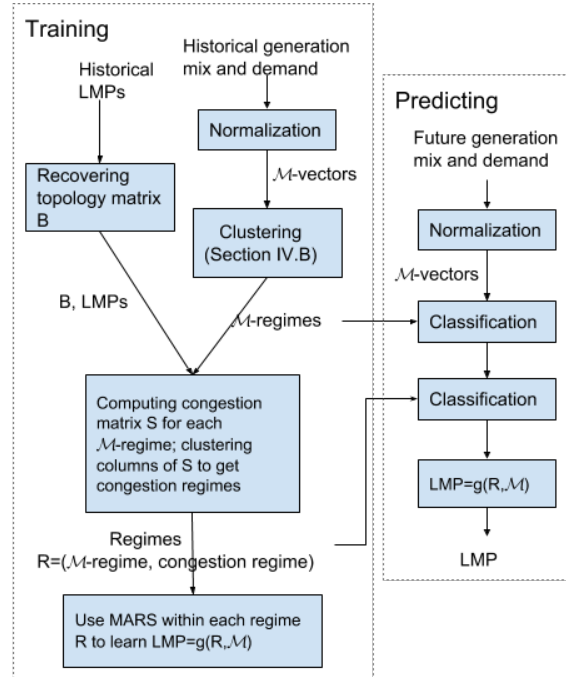 Training
Historical
LMPs
Historical generation
mix and demand
Normalization
ℳ-vectors
Recovering
topology matrix
B
Clustering
(Section IV.B)
B, LMPs
ℳ-regimes
Computing congestion
matrix S for each
ℳ-regime; clustering
columns of S to get
congestion regimes
Regimes
R=(ℳ-regime, congestion regime)
Use MARS within each regime
R to learn LMP=g(R,ℳ)
Predicting
Future generation
mix and demand
Normalization
ℳ-vectors
Classification
Classification
LMP=g(R,ℳ)
LMP